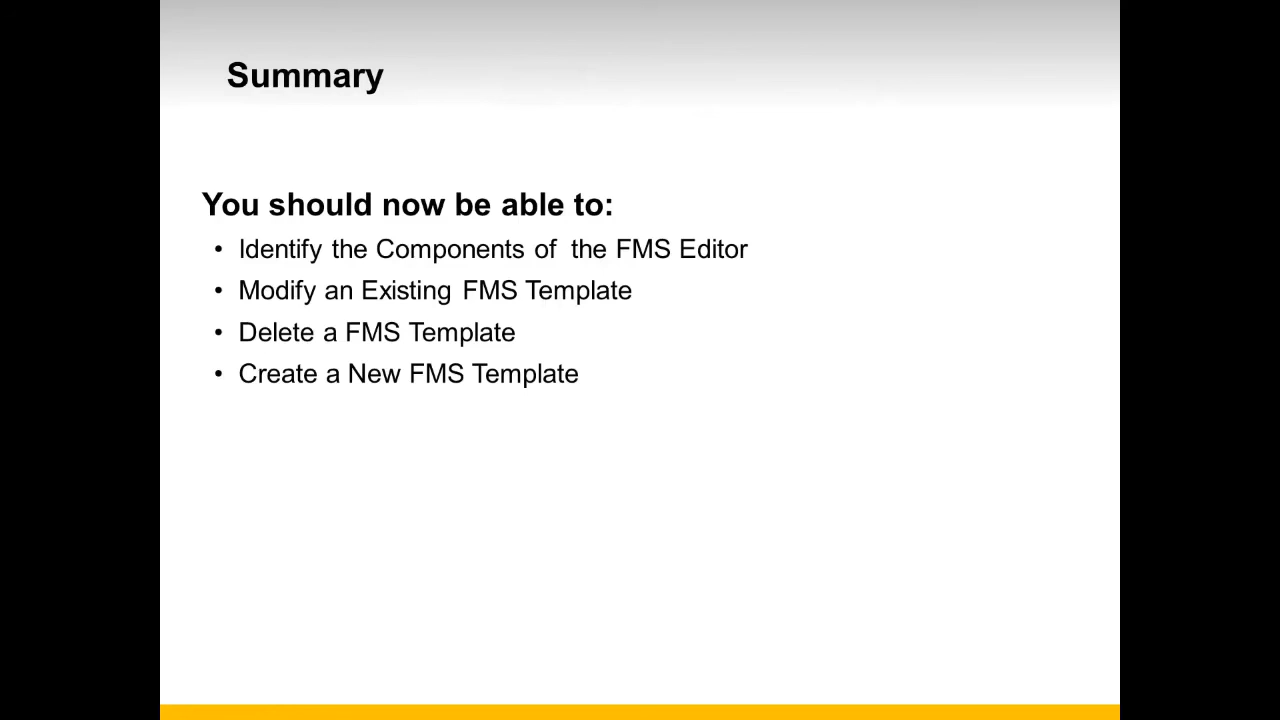 Summary
You should now be able to:
• Identify the Components of the FMS Editor
• Modify an Existing FMS Template
• Delete a FMS Template
• Create a New FMS Template